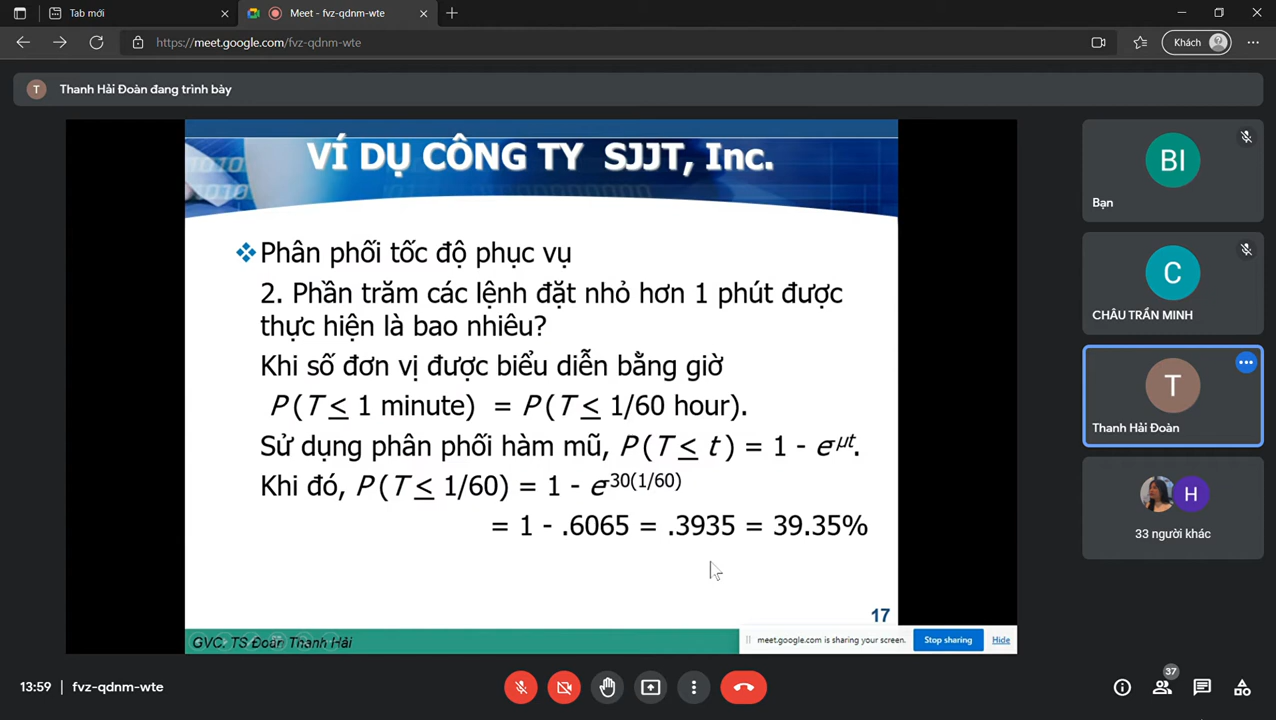 Tab mới
Meet - fvz-qdnm-wte
https://meet.google.com/fvz-qdnm-wte
Khách
T
Thanh Hải Đoàn đang trình bày
VÍ DỤ CÔNG TY SJJT, Inc.
Phân phối tốc độ phục vụ
2. Phần trăm các lệnh đặt nhỏ hơn 1 phút được
thực hiện là bao nhiêu?
Khi số đơn vị được biểu diễn bằng giờ
P (T ≤ 1 minute) = P (T ≤ 1/60 hour).
Sử dụng phân phối hàm mũ, P (T ≤ t ) = 1 - e^µt.
Khi đó, P (T ≤ 1/60) = 1 - e^30(1/60)
= 1 - .6065 = .3935 = 39.35%
17
GVC. TS Đoàn Thanh Hải
meet.google.com is sharing your screen.
Stop sharing
Hide
BI
Bạn
C
CHÂU TRẦN MINH
T
Thanh Hải Đoàn
H
33 người khác
13:59 | fvz-qdnm-wte
37